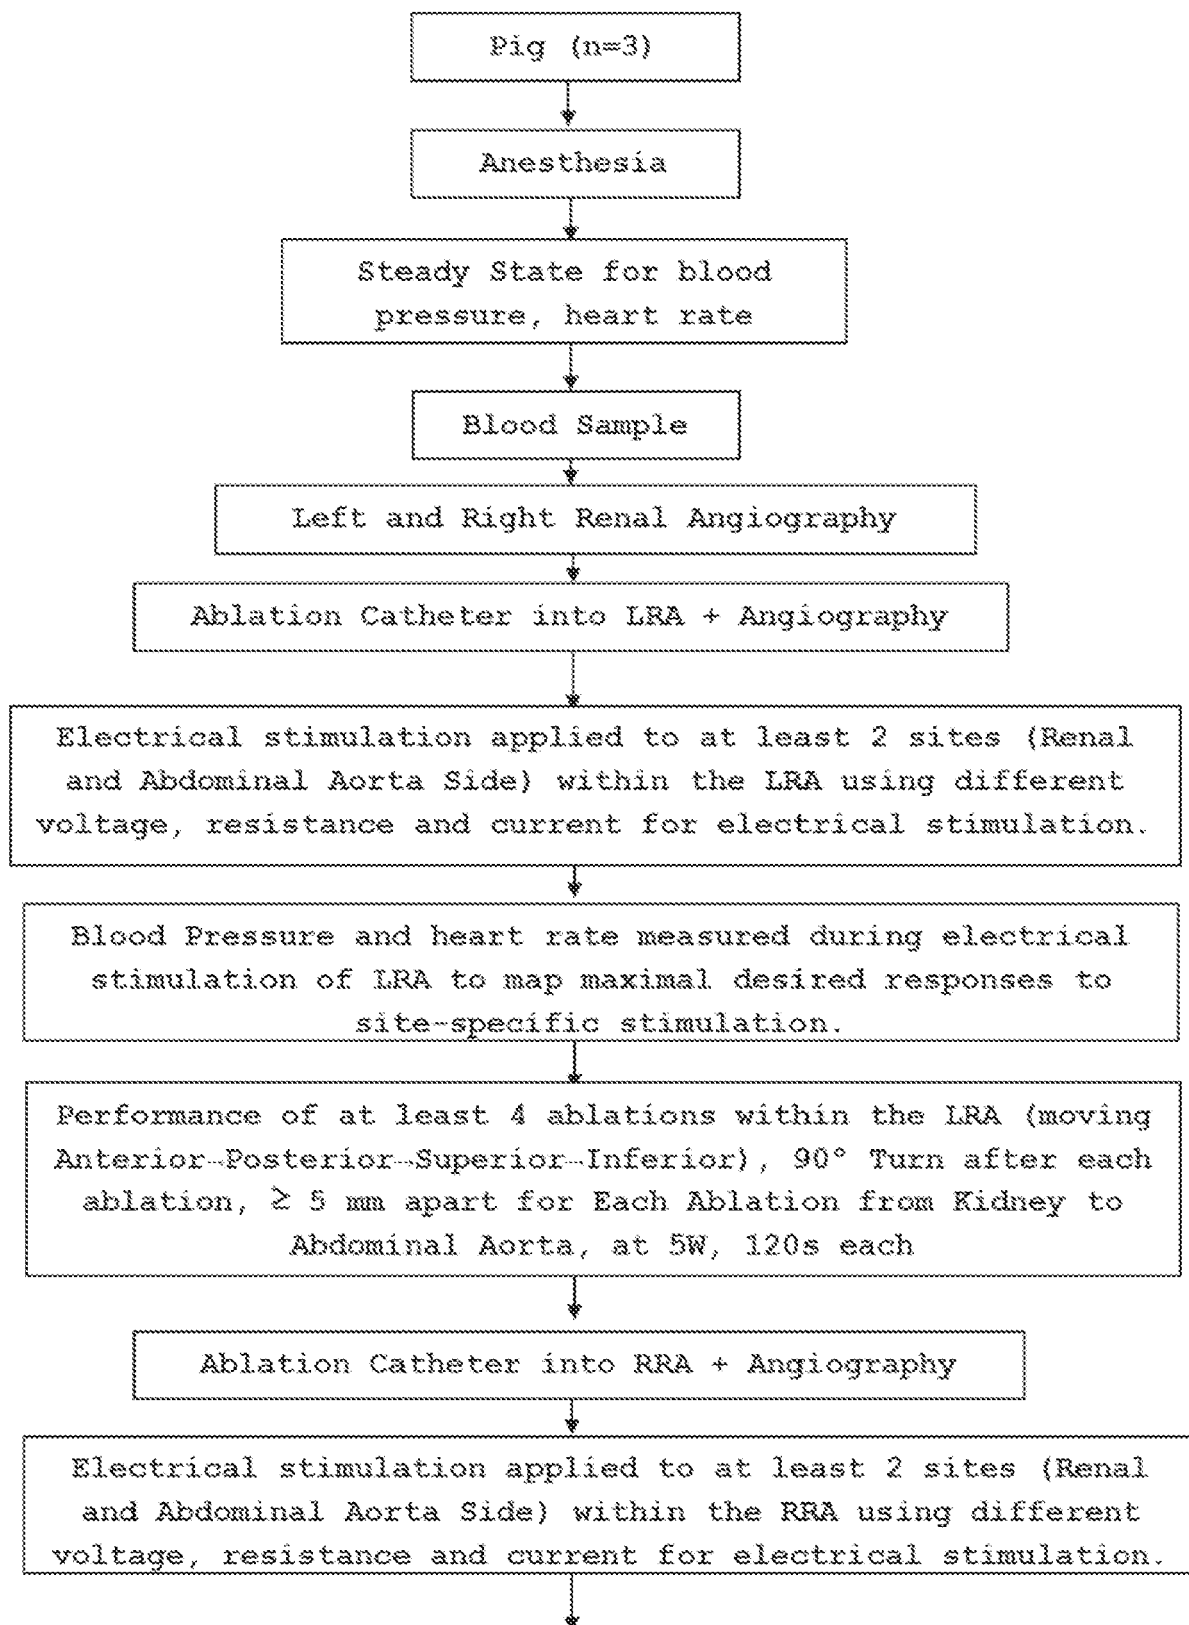 Pig (n=3)
Anesthesia
Steady State for blood
pressure, heart rate
Blood Sample
Left and Right Renal Angiography
Ablation Catheter into LRA + Angiography
Electrical stimulation applied to at least 2 sites (Renal
and Abdominal Aorta Side) within the LRA using different
voltage, resistance and current for electrical stimulation.
Blood Pressure and heart rate measured during electrical
stimulation of LRA to map maximal desired responses to
site-specific stimulation.
Performance of at least 4 ablations within the LRA (moving
Anterior-Posterior-Superior-Inferior), 90° Turn after each
ablation, ≥ 5 mm apart for Each Ablation from Kidney to
Abdominal Aorta, at 5W, 120s each
Ablation Catheter into RRA + Angiography
Electrical stimulation applied to at least 2 sites (Renal
and Abdominal Aorta Side) within the RRA using different
voltage, resistance and current for electrical stimulation.